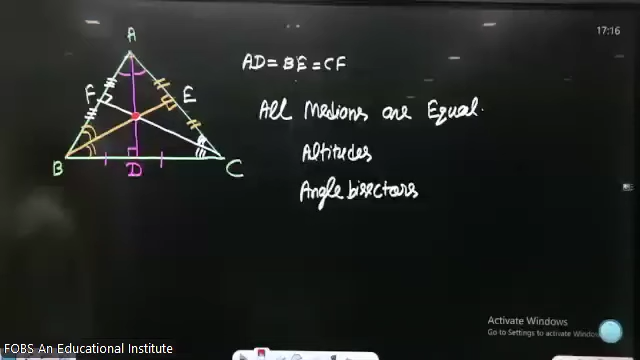 17:16
A
AD = BE = CF
F
E
All Medians are Equal.
Altitudes
B
D
C
Angle bisectors
Activate Windows
Go to Settings to activate Windows
FOBS An Educational Institute